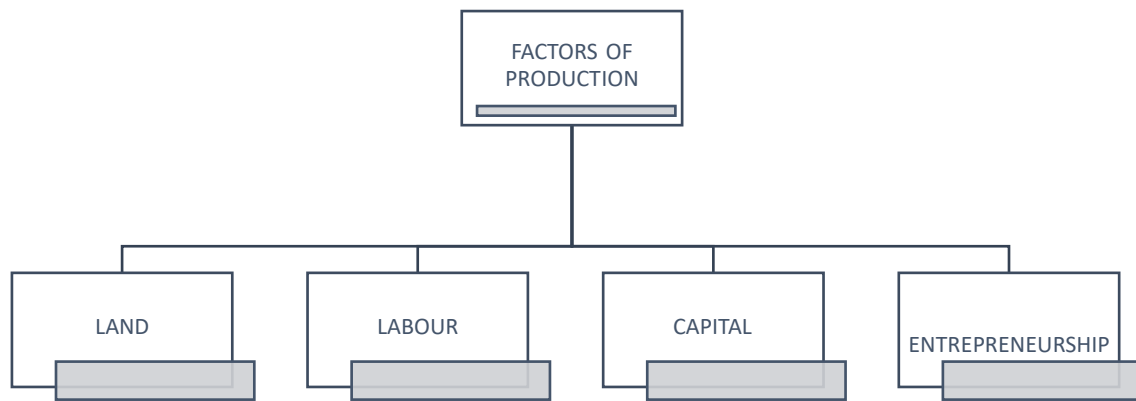 FACTORS OF
PRODUCTION
LAND
LABOUR
CAPITAL
ENTREPRENEURSHIP